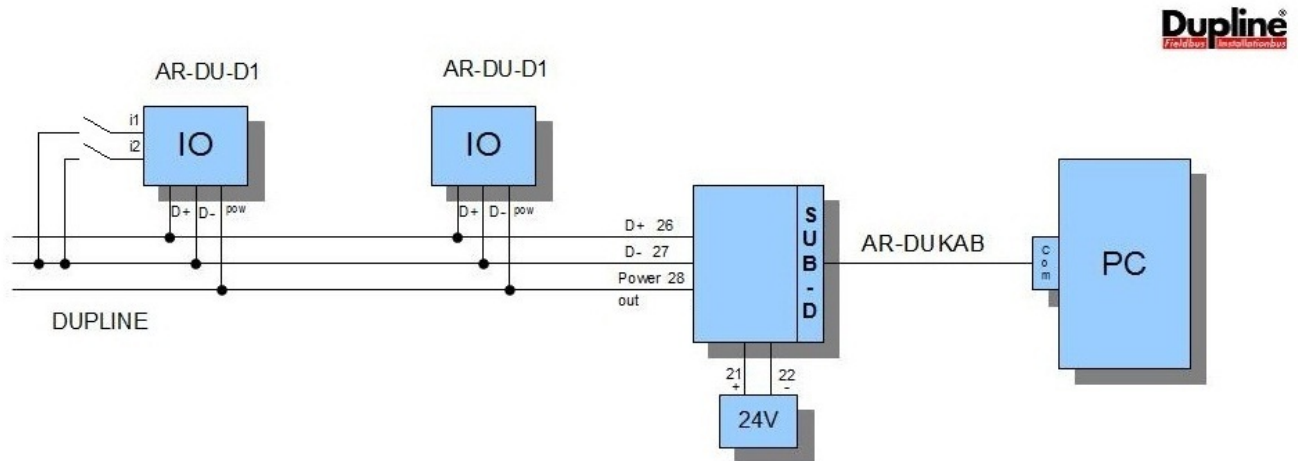 Dupline®
Fieldbus Installationbus
AR-DU-D1
AR-DU-D1
i1
i2
IO
IO
D+ D- pow
D+ D- pow
D+ 26
D- 27
Power 28
out
SUB-D
AR-DUKAB
Com
PC
DUPLINE
21
+
22
-
24V